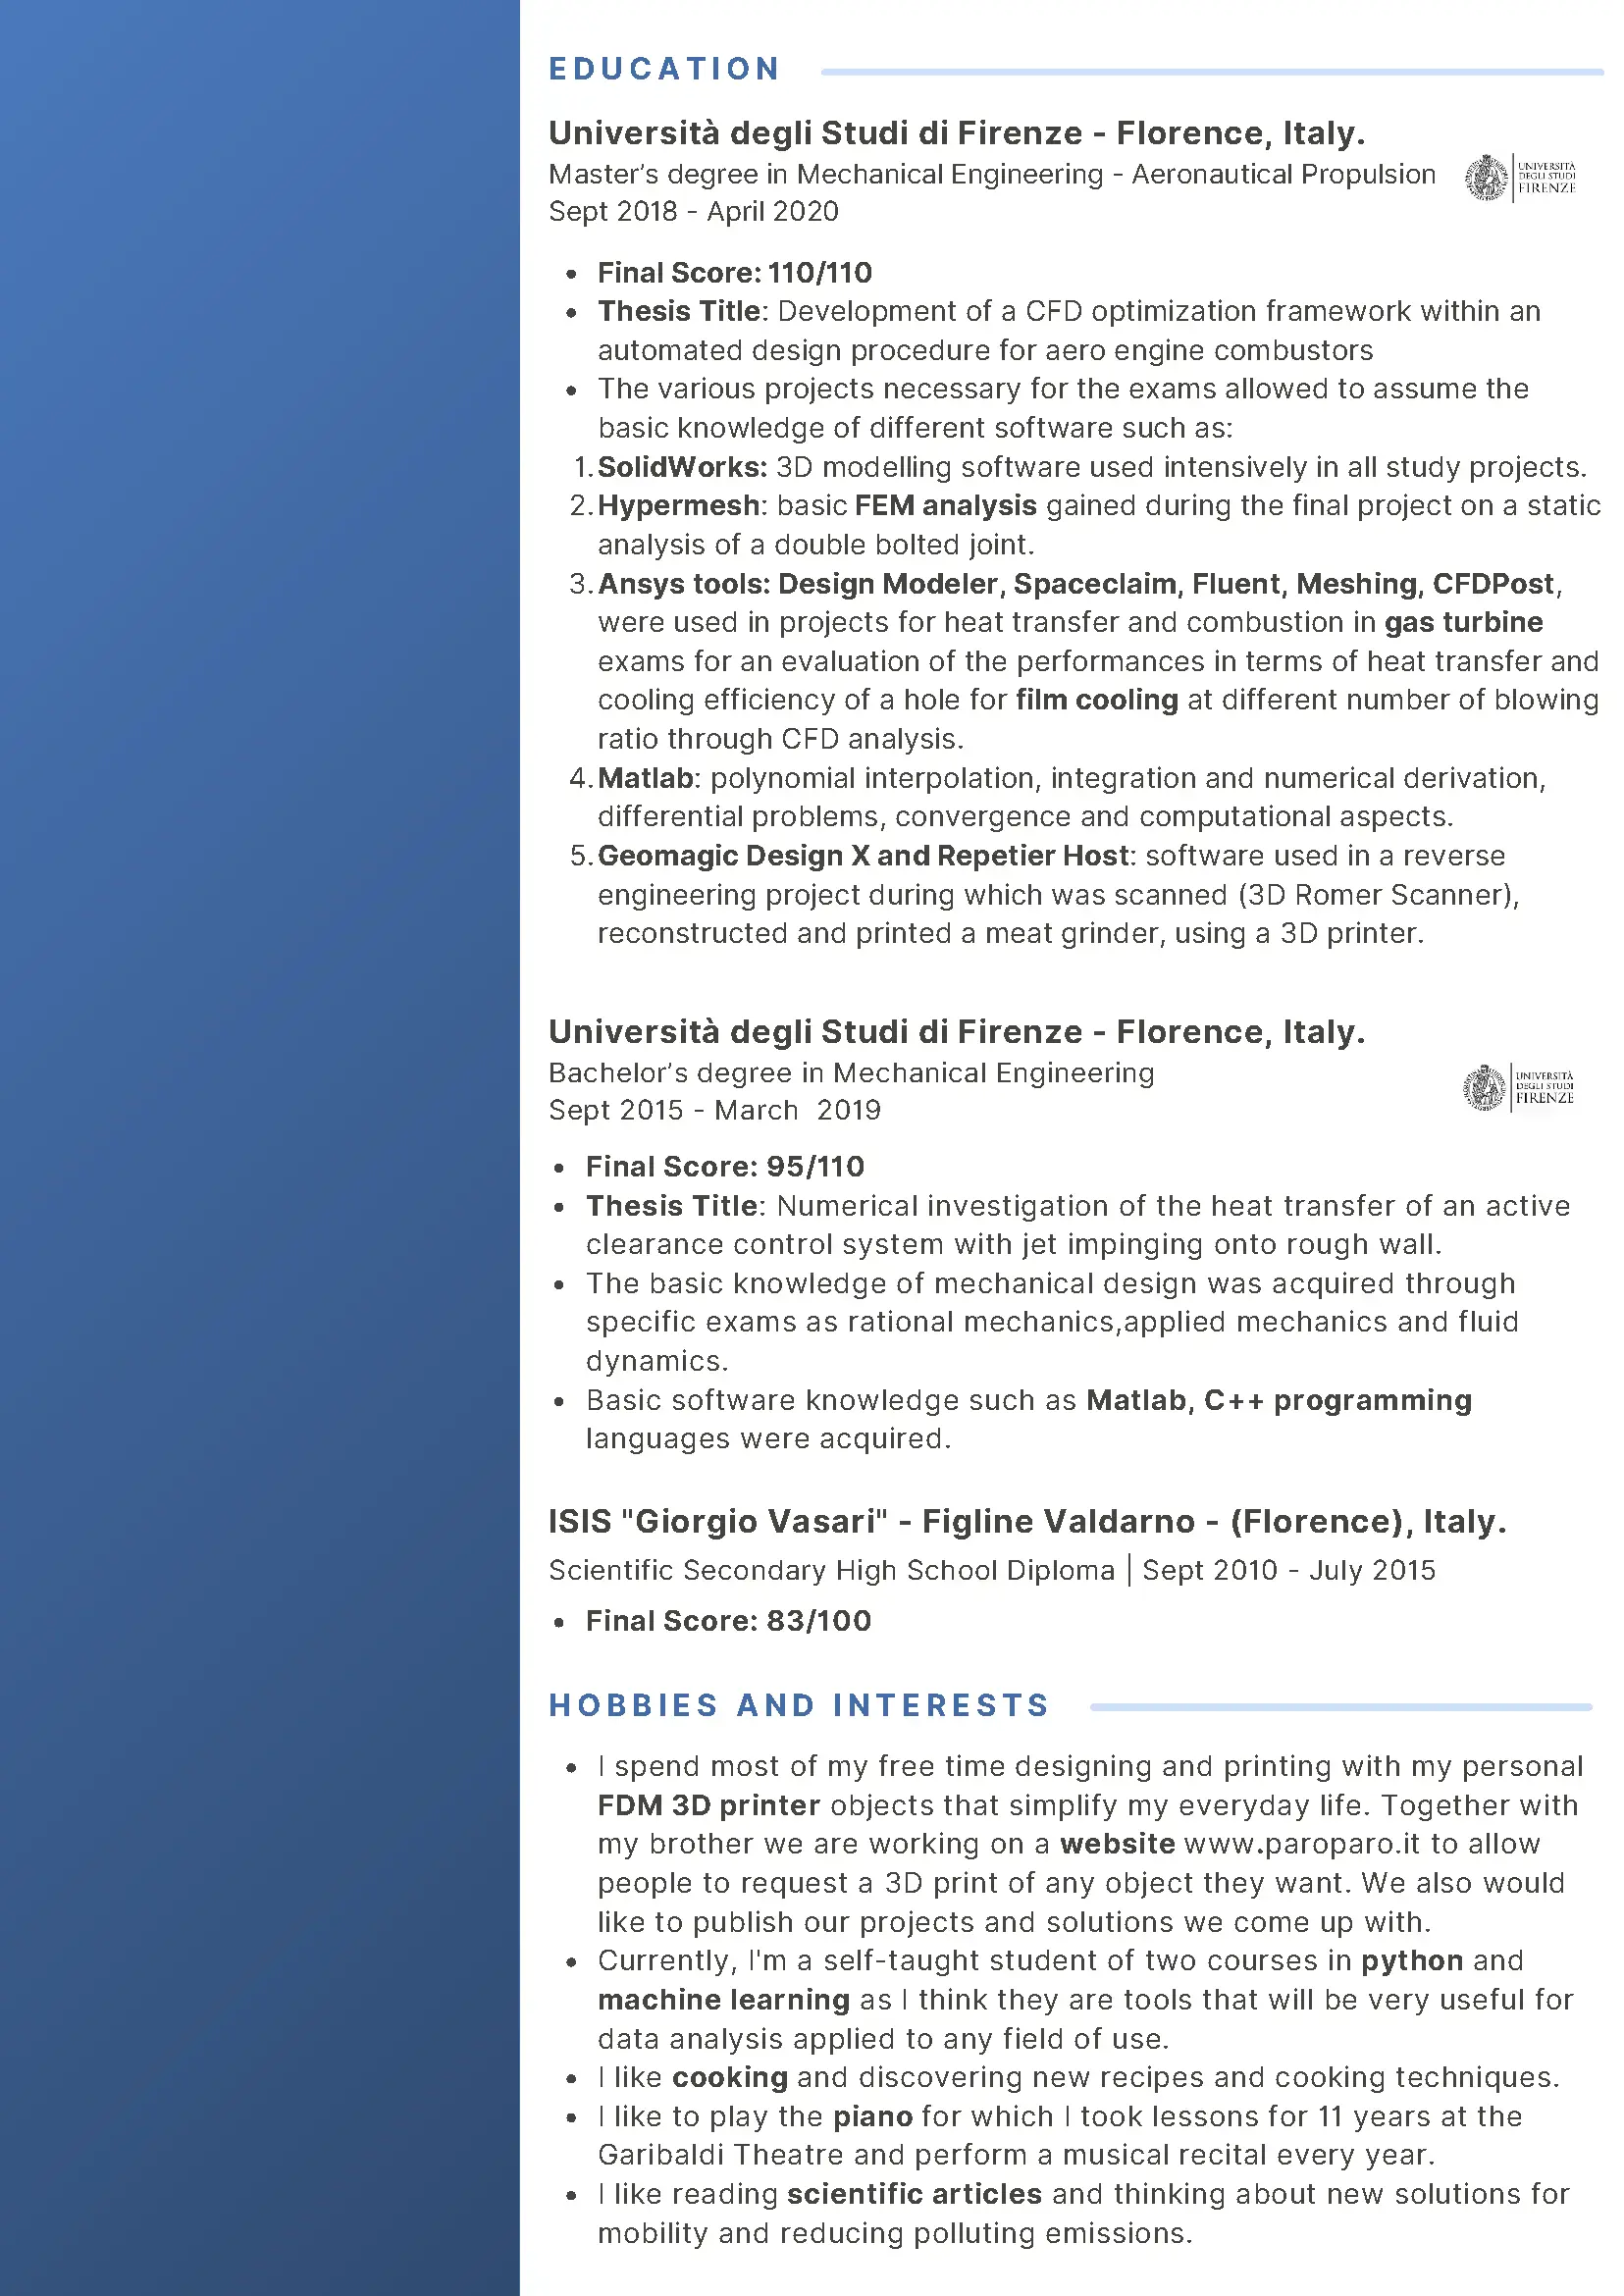 EDUCATION
Università degli Studi di Firenze - Florence, Italy.
Master's degree in Mechanical Engineering - Aeronautical Propulsion
Sept 2018 - April 2020
UNIVERSITÀ
DEGLI STUDI
FIRENZE
• Final Score: 110/110
• Thesis Title: Development of a CFD optimization framework within an
automated design procedure for aero engine combustors
• The various projects necessary for the exams allowed to assume the
basic knowledge of different software such as:
1. SolidWorks: 3D modelling software used intensively in all study projects.
2. Hypermesh: basic FEM analysis gained during the final project on a static
analysis of a double bolted joint.
3. Ansys tools: Design Modeler, Spaceclaim, Fluent, Meshing, CFDPost,
were used in projects for heat transfer and combustion in gas turbine
exams for an evaluation of the performances in terms of heat transfer and
cooling efficiency of a hole for film cooling at different number of blowing
ratio through CFD analysis.
4. Matlab: polynomial interpolation, integration and numerical derivation,
differential problems, convergence and computational aspects.
5. Geomagic Design X and Repetier Host: software used in a reverse
engineering project during which was scanned (3D Romer Scanner),
reconstructed and printed a meat grinder, using a 3D printer.
Università degli Studi di Firenze - Florence, Italy.
Bachelor's degree in Mechanical Engineering
Sept 2015 - March 2019
UNIVERSITÀ
DEGLI STUDI
FIRENZE
• Final Score: 95/110
• Thesis Title: Numerical investigation of the heat transfer of an active
clearance control system with jet impinging onto rough wall.
• The basic knowledge of mechanical design was acquired through
specific exams as rational mechanics,applied mechanics and fluid
dynamics.
• Basic software knowledge such as Matlab, C++ programming
languages were acquired.
ISIS "Giorgio Vasari" - Figline Valdarno - (Florence), Italy.
Scientific Secondary High School Diploma | Sept 2010 - July 2015
• Final Score: 83/100
HOBBIES AND INTERESTS
• I spend most of my free time designing and printing with my personal
FDM 3D printer objects that simplify my everyday life. Together with
my brother we are working on a website www.paroparo.it to allow
people to request a 3D print of any object they want. We also would
like to publish our projects and solutions we come up with.
• Currently, I'm a self-taught student of two courses in python and
machine learning as I think they are tools that will be very useful for
data analysis applied to any field of use.
• I like cooking and discovering new recipes and cooking techniques.
• I like to play the piano for which I took lessons for 11 years at the
Garibaldi Theatre and perform a musical recital every year.
• I like reading scientific articles and thinking about new solutions for
mobility and reducing polluting emissions.